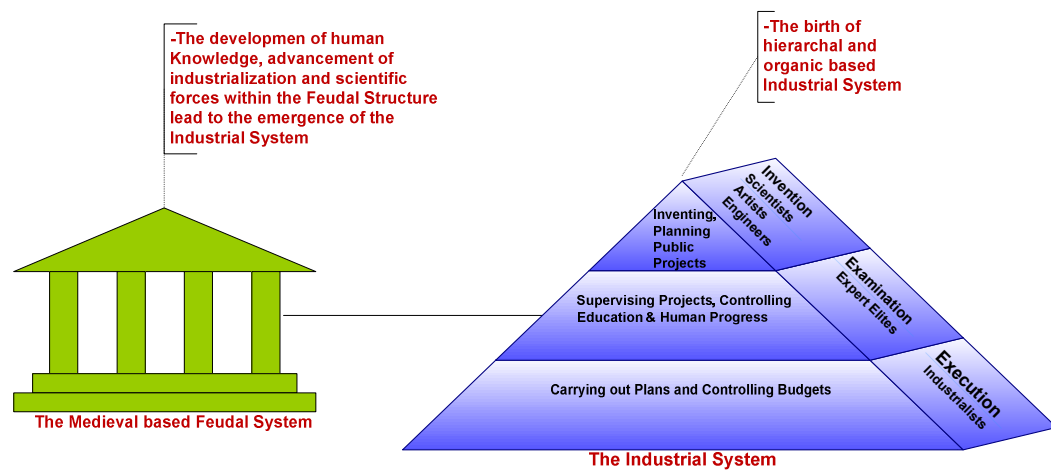 -The developmen of human
Knowledge, advancement of
industrialization and scientific
forces within the Feudal Structure
lead to the emergence of the
Industrial System
-The birth of
hierarchal and
organic based
Industrial System
The Medieval based Feudal System
Inventing,
Planning
Public
Projects
Invention
Scientists
Artists
Engineers
Supervising Projects, Controlling
Education & Human Progress
Examination
Expert Elites
Carrying out Plans and Controlling Budgets
Execution
Industrialists
The Industrial System